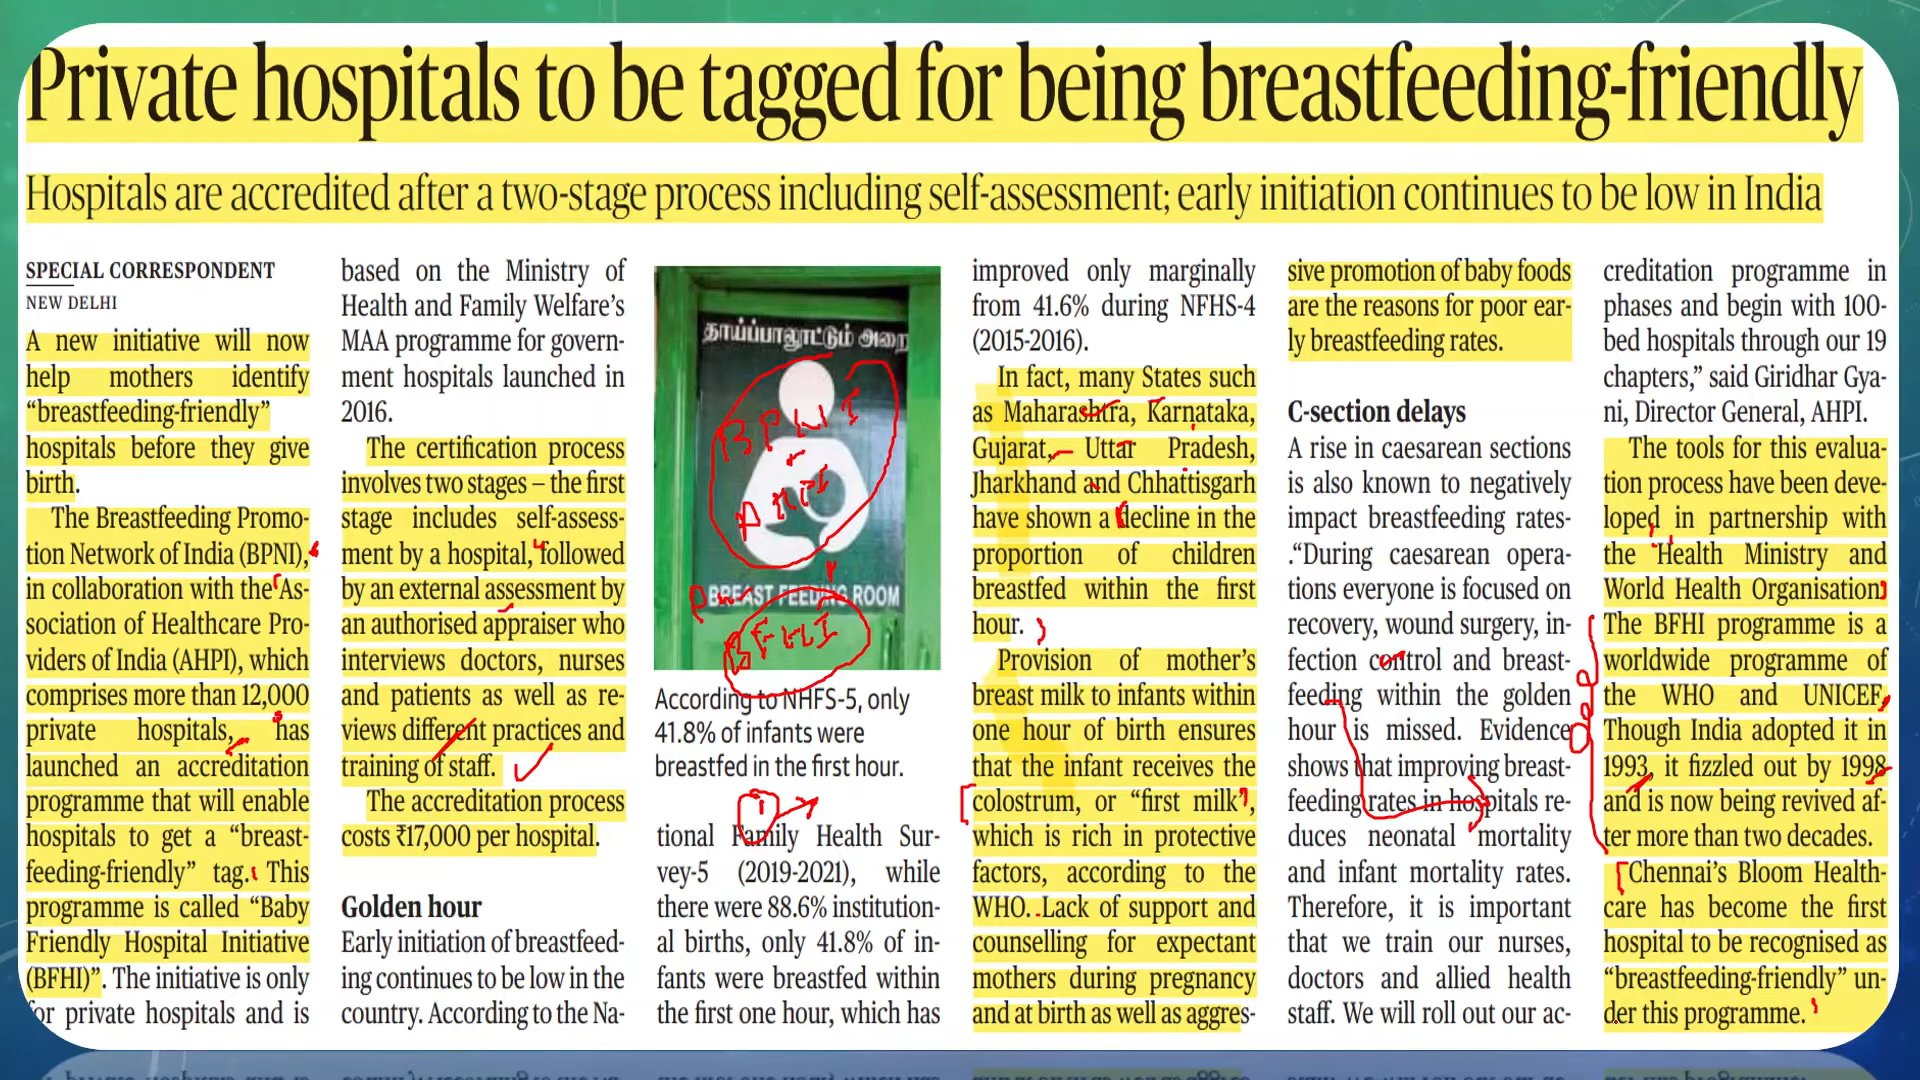 Private hospitals to be tagged for being breastfeeding-friendly
Hospitals are accredited after a two-stage process including self-assessment; early initiation continues to be low in India
SPECIAL CORRESPONDENT
NEW DELHI
A new initiative will now
help mothers identify
“breastfeeding-friendly”
hospitals before they give
birth.
The Breastfeeding Promo-
tion Network of India (BPNI),
in collaboration with the As-
sociation of Healthcare Pro-
viders of India (AHPI), which
comprises more than 12,000
private hospitals, has
launched an accreditation
programme that will enable
hospitals to get a “breast-
feeding-friendly” tag. This
programme is called “Baby
Friendly Hospital Initiative
(BFHI)”. The initiative is only
for private hospitals and is
based on the Ministry of
Health and Family Welfare’s
MAA programme for govern-
ment hospitals launched in
2016.
The certification process
involves two stages – the first
stage includes self-assess-
ment by a hospital, followed
by an external assessment by
an authorised appraiser who
interviews doctors, nurses
and patients as well as re-
views different practices and
training of staff.
The accreditation process
costs ₹17,000 per hospital.
Golden hour
Early initiation of breastfeed-
ing continues to be low in the
country. According to the Na-
தாய்ப்பாலூட்டும் அறை
BPNI
AHPI
BREAST FEEDING ROOM
BFHI
According to NHFS-5, only
41.8% of infants were
breastfed in the first hour.
tional Family Health Sur-
vey-5 (2019-2021), while
there were 88.6% institution-
al births, only 41.8% of in-
fants were breastfed within
the first one hour, which has
improved only marginally
from 41.6% during NFHS-4
(2015-2016).
In fact, many States such
as Maharashtra, Karnataka,
Gujarat, Uttar Pradesh,
Jharkhand and Chhattisgarh
have shown a decline in the
proportion of children
breastfed within the first
hour.
Provision of mother’s
breast milk to infants within
one hour of birth ensures
that the infant receives the
colostrum, or “first milk”,
which is rich in protective
factors, according to the
WHO. Lack of support and
counselling for expectant
mothers during pregnancy
and at birth as well as aggres-
sive promotion of baby foods
are the reasons for poor ear-
ly breastfeeding rates.
C-section delays
A rise in caesarean sections
is also known to negatively
impact breastfeeding rates-
.“During caesarean opera-
tions everyone is focused on
recovery, wound surgery, in-
fection control and breast-
feeding within the golden
hour is missed. Evidence
shows that improving breast-
feeding rates in hospitals re-
duces neonatal mortality
and infant mortality rates.
Therefore, it is important
that we train our nurses,
doctors and allied health
staff. We will roll out our ac-
creditation programme in
phases and begin with 100-
bed hospitals through our 19
chapters,” said Giridhar Gya-
ni, Director General, AHPI.
The tools for this evalua-
tion process have been deve-
loped in partnership with
the Health Ministry and
World Health Organisation.
The BFHI programme is a
worldwide programme of
the WHO and UNICEF.
Though India adopted it in
1993, it fizzled out by 1998
and is now being revived af-
ter more than two decades.
Chennai’s Bloom Health-
care has become the first
hospital to be recognised as
“breastfeeding-friendly” un-
der this programme.